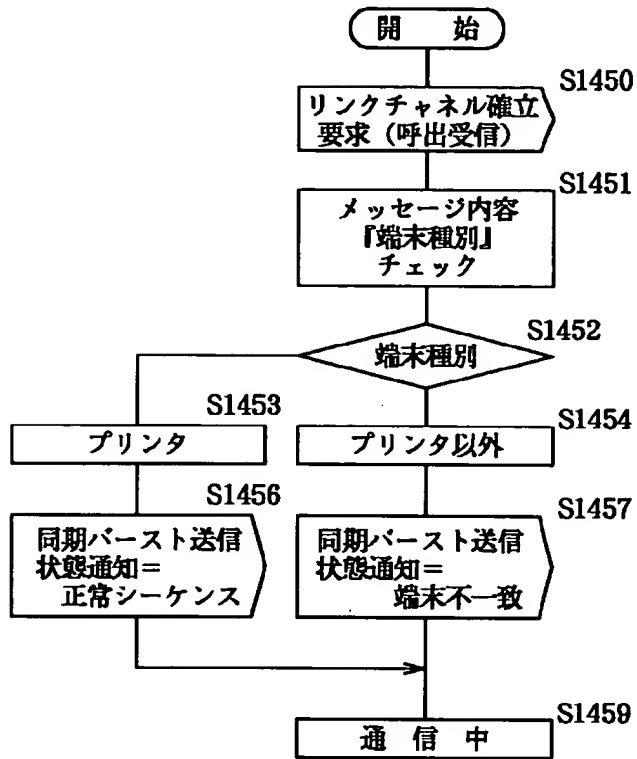 開 始
S1450
リンクチャネル確立
要求（呼出受信）
S1451
メッセージ内容
『端末種別』
チェック
S1452
端末種別
S1453
プリンタ
S1454
プリンタ以外
S1456
同期バースト送信
状態通知＝
正常シーケンス
S1457
同期バースト送信
状態通知＝
端末不一致
S1459
通 信 中